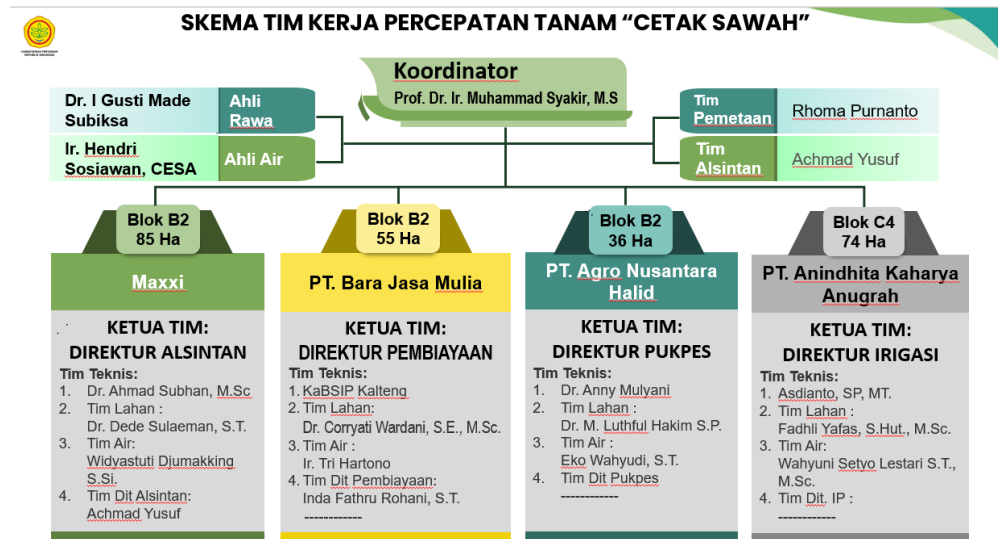 SKEMA TIM KERJA PERCEPATAN TANAM “CETAK SAWAH”
KEMENTERIAN PERTANIAN
REPUBLIK INDONESIA
Koordinator
Prof. Dr. Ir. Muhammad Syakir, M.S
Dr. I Gusti Made
Subiksa
Ahli
Rawa
Ir. Hendri
Sosiawan, CESA
Ahli Air
Tim
Pemetaan
Rhoma Purnanto
Tim
Alsintan
Achmad Yusuf
Blok B2
85 Ha
Maxxi
KETUA TIM:
DIREKTUR ALSINTAN
Tim Teknis:
1. Dr. Ahmad Subhan, M.Sc
2. Tim Lahan :
Dr. Dede Sulaeman, S.T.
3. Tim Air:
Widyastuti Djumakking
S.Si.
4. Tim Dit Alsintan:
Achmad Yusuf
Blok B2
55 Ha
PT. Bara Jasa Mulia
KETUA TIM:
DIREKTUR PEMBIAYAAN
Tim Teknis:
1. KaBSIP Kalteng
2. Tim Lahan:
Dr. Corryati Wardani, S.E., M.Sc.
3. Tim Air :
Ir. Tri Hartono
4. Tim Dit Pembiayaan:
Inda Fathru Rohani, S.T.
------------
Blok B2
36 Ha
PT. Agro Nusantara
Halid
KETUA TIM:
DIREKTUR PUKPES
Tim Teknis:
1. Dr. Anny Mulyani
2. Tim Lahan :
Dr. M. Luthful Hakim S.P.
3. Tim Air :
Eko Wahyudi, S.T.
4. Tim Dit Pukpes
------------
Blok C4
74 Ha
PT. Anindhita Kaharya
Anugrah
KETUA TIM:
DIREKTUR IRIGASI
Tim Teknis:
1. Asdianto, SP, MT.
2. Tim Lahan :
Fadhli Yafas, S.Hut., M.Sc.
3. Tim Air:
Wahyuni Setyo Lestari S.T.,
M.Sc.
4. Tim Dit. IP :
------------